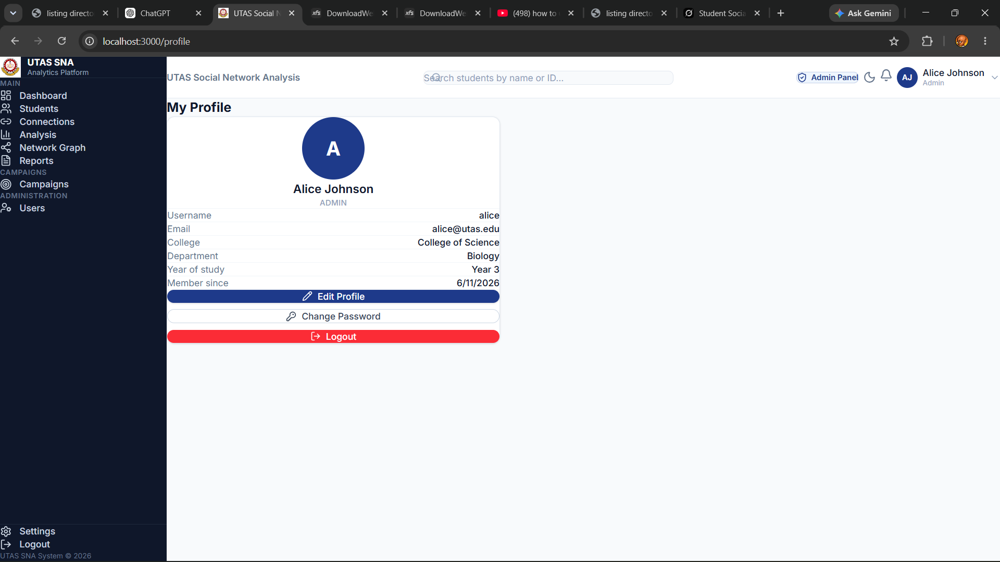 listing directo
ChatGPT
UTAS Social N
xfs DownloadWe
xfs DownloadWe
(498) how to
listing directo
Student Socia
Ask Gemini
localhost:3000/profile
UTAS SNA
Analytics Platform
MAIN
Dashboard
Students
Connections
Analysis
Network Graph
Reports
CAMPAIGNS
Campaigns
ADMINISTRATION
Users
Settings
Logout
UTAS SNA System © 2026
UTAS Social Network Analysis
Search students by name or ID...
Admin Panel
AJ
Alice Johnson
Admin
My Profile
A
Alice Johnson
ADMIN
Username alice
Email alice@utas.edu
College College of Science
Department Biology
Year of study Year 3
Member since 6/11/2026
Edit Profile
Change Password
Logout